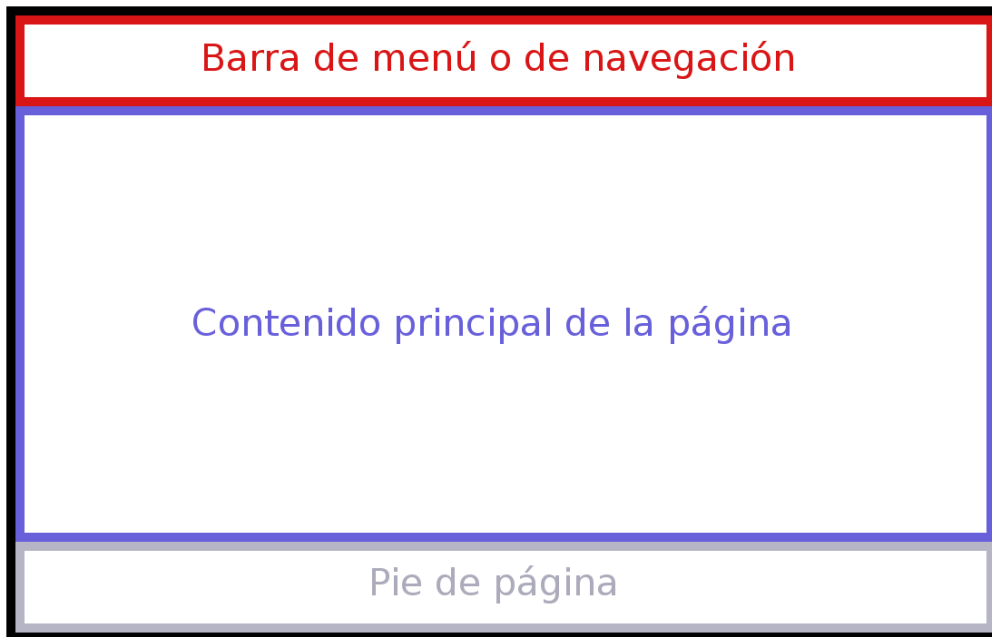 Barra de menú o de navegación
Contenido principal de la página
Pie de página